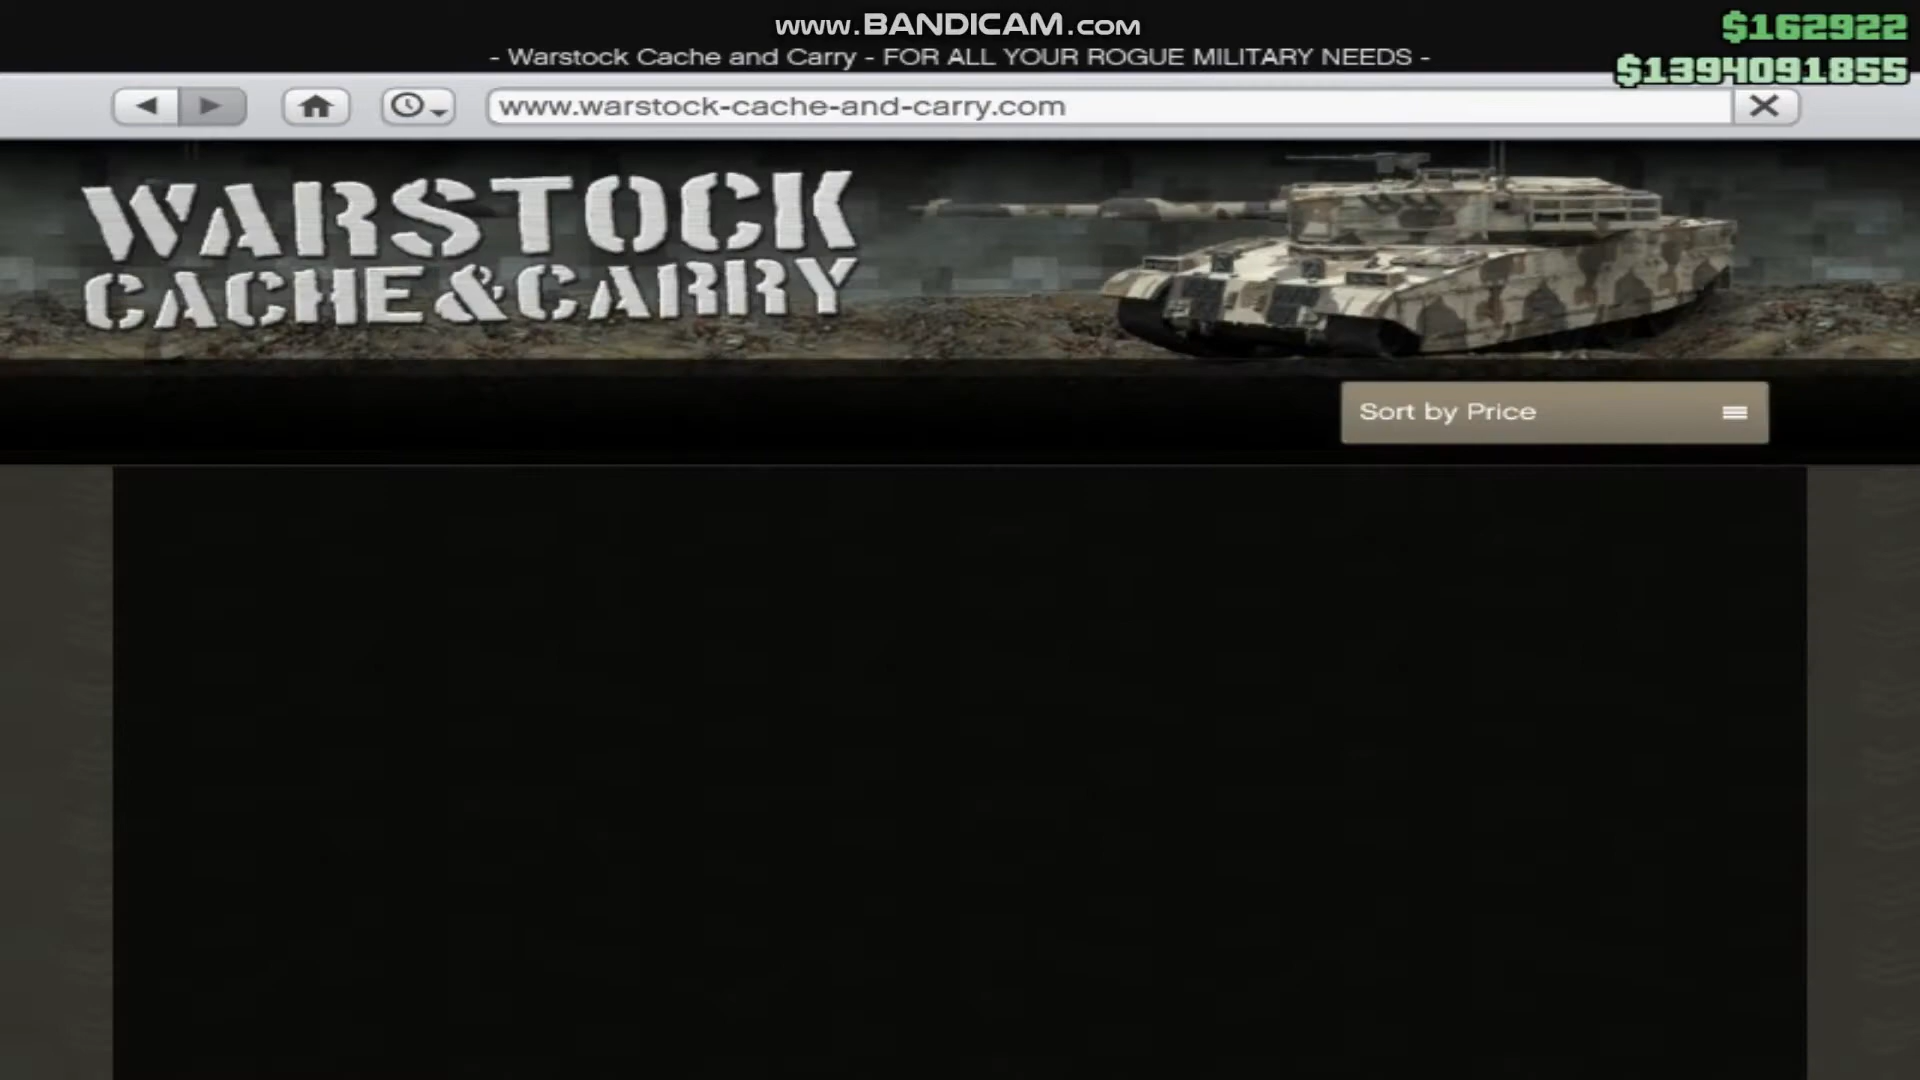 www.BANDICAM.com
$162922
- Warstock Cache and Carry - FOR ALL YOUR ROGUE MILITARY NEEDS -
$1394091855
www.warstock-cache-and-carry.com
WARSTOCK
CACHE&CARRY
Sort by Price